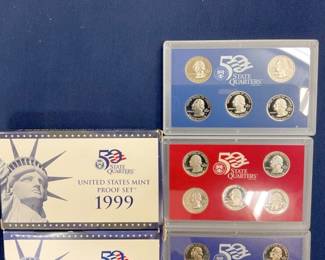 50
STATE
QUARTERS
UNITED STATES MINT
PROOF SET
1999
50
STATE
QUARTERS
50
STATE
QUARTERS